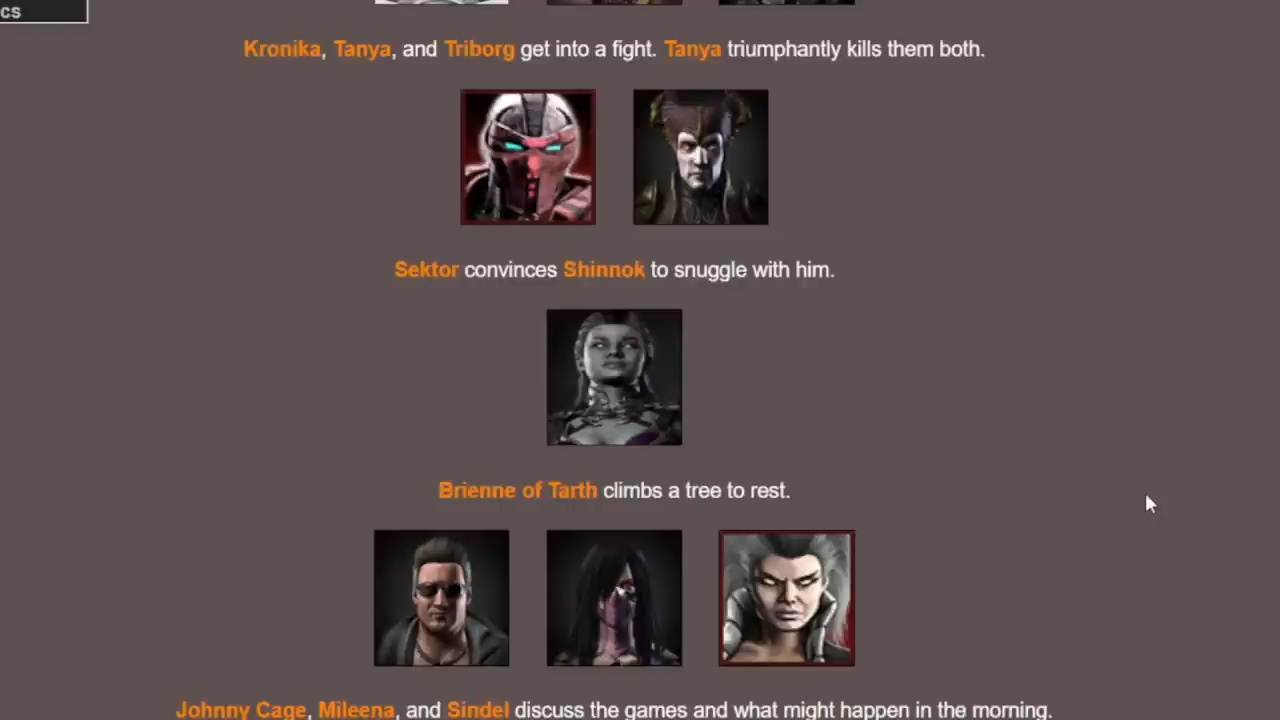 cs
Kronika, Tanya, and Triborg get into a fight. Tanya triumphantly kills them both.
Sektor convinces Shinnok to snuggle with him.
Brienne of Tarth climbs a tree to rest.
Johnny Cage, Mileena, and Sindel discuss the games and what might happen in the morning.